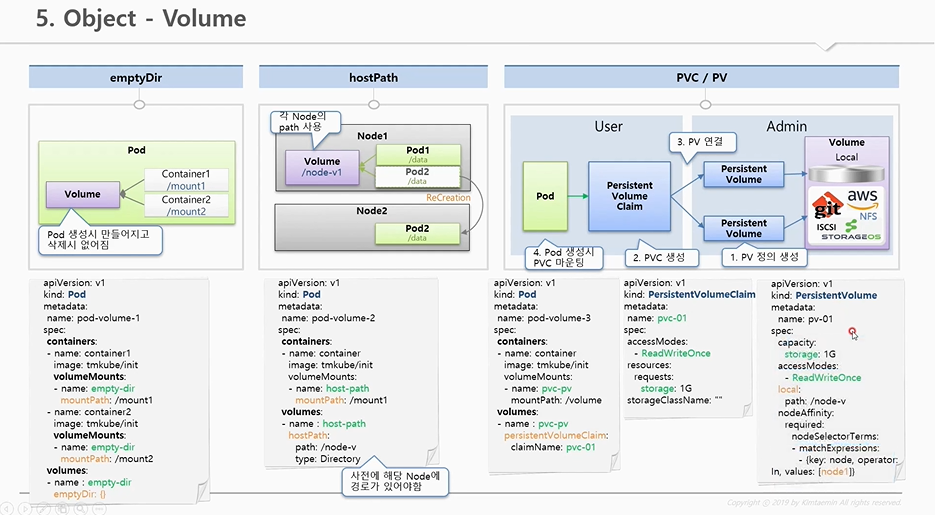 5. Object - Volume
emptyDir
Pod
Volume
Container1
/mount1
Container2
/mount2
Pod 생성시 만들어지고
삭제시 없어짐
hostPath
각 Node의
path 사용
Node1
Volume
/node-v1
Pod1
/data
Pod2
/data
ReCreation
Node2
Pod2
/data
PVC / PV
User
Admin
3. PV 연결
Pod
Persistent
Volume
Claim
Persistent
Volume
Persistent
Volume
Volume
Local
git
aws
NFS
ISCSI
STORAGEOS
4. Pod 생성시
PVC 마운팅
2. PVC 생성
1. PV 정의 생성
apiVersion: v1
kind: Pod
metadata:
name: pod-volume-1
spec:
containers:
- name: container1
image: tmkube/init
volumeMounts:
- name: empty-dir
mountPath: /mount1
- name: container2
image: tmkube/init
volumeMounts:
- name: empty-dir
mountPath: /mount2
volumes:
- name : empty-dir
emptyDir: {}
apiVersion: v1
kind: Pod
metadata:
name: pod-volume-2
spec:
containers:
- name: container
image: tmkube/init
volumeMounts:
- name: host-path
mountPath: /mount1
volumes:
- name : host-path
hostPath:
path: /node-v
type: Directory
사전에 해당 Node에
경로가 있어야함
apiVersion: v1
kind: Pod
metadata:
name: pod-volume-3
spec:
containers:
- name: container
image: tmkube/init
volumeMounts:
- name: pvc-pv
mountPath: /volume
volumes:
- name : pvc-pv
persistentVolumeClaim:
claimName: pvc-01
apiVersion: v1
kind: PersistentVolumeClaim
metadata:
name: pvc-01
spec:
accessModes:
- ReadWriteOnce
resources:
requests:
storage: 1G
storageClassName: ""
apiVersion: v1
kind: PersistentVolume
metadata:
name: pv-01
spec:
capacity:
storage: 1G
accessModes:
- ReadWriteOnce
local:
path: /node-v
nodeAffinity:
required:
nodeSelectorTerms:
- matchExpressions:
- {key: node, operator:
In, values: [node1]}
Copyright © 2019 by Kimtaemin All rights reserved.